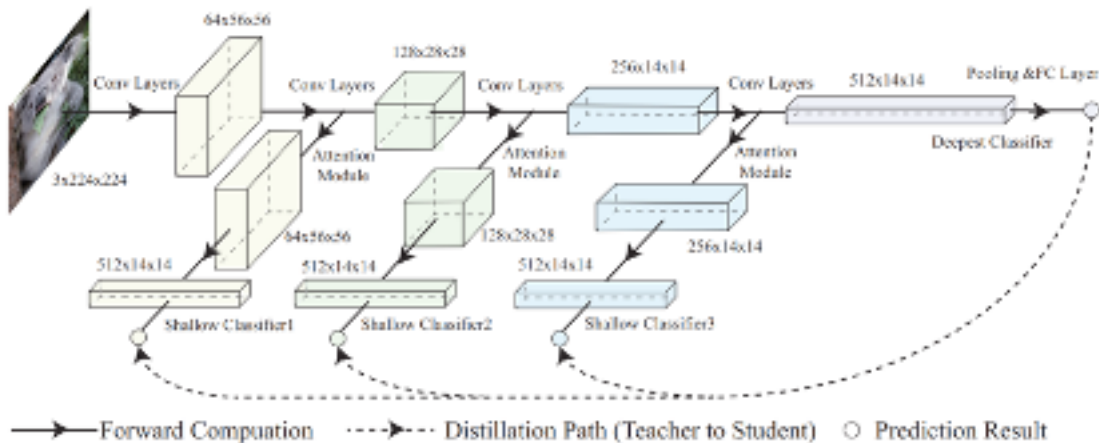 64x56x56
128x28x28
256x14x14
512x14x14
Pooling &FC Layer
Conv Layers
Conv Layers
Conv Layers
Conv Layers
Deepest Classifier
Attention
Module
Attention
Module
Attention
Module
3x224x224
64x56x56
128x28x28
256x14x14
512x14x14
512x14x14
512x14x14
Shallow Classifier1
Shallow Classifier2
Shallow Classifier3
Forward Compuation
Distillation Path (Teacher to Student)
Prediction Result